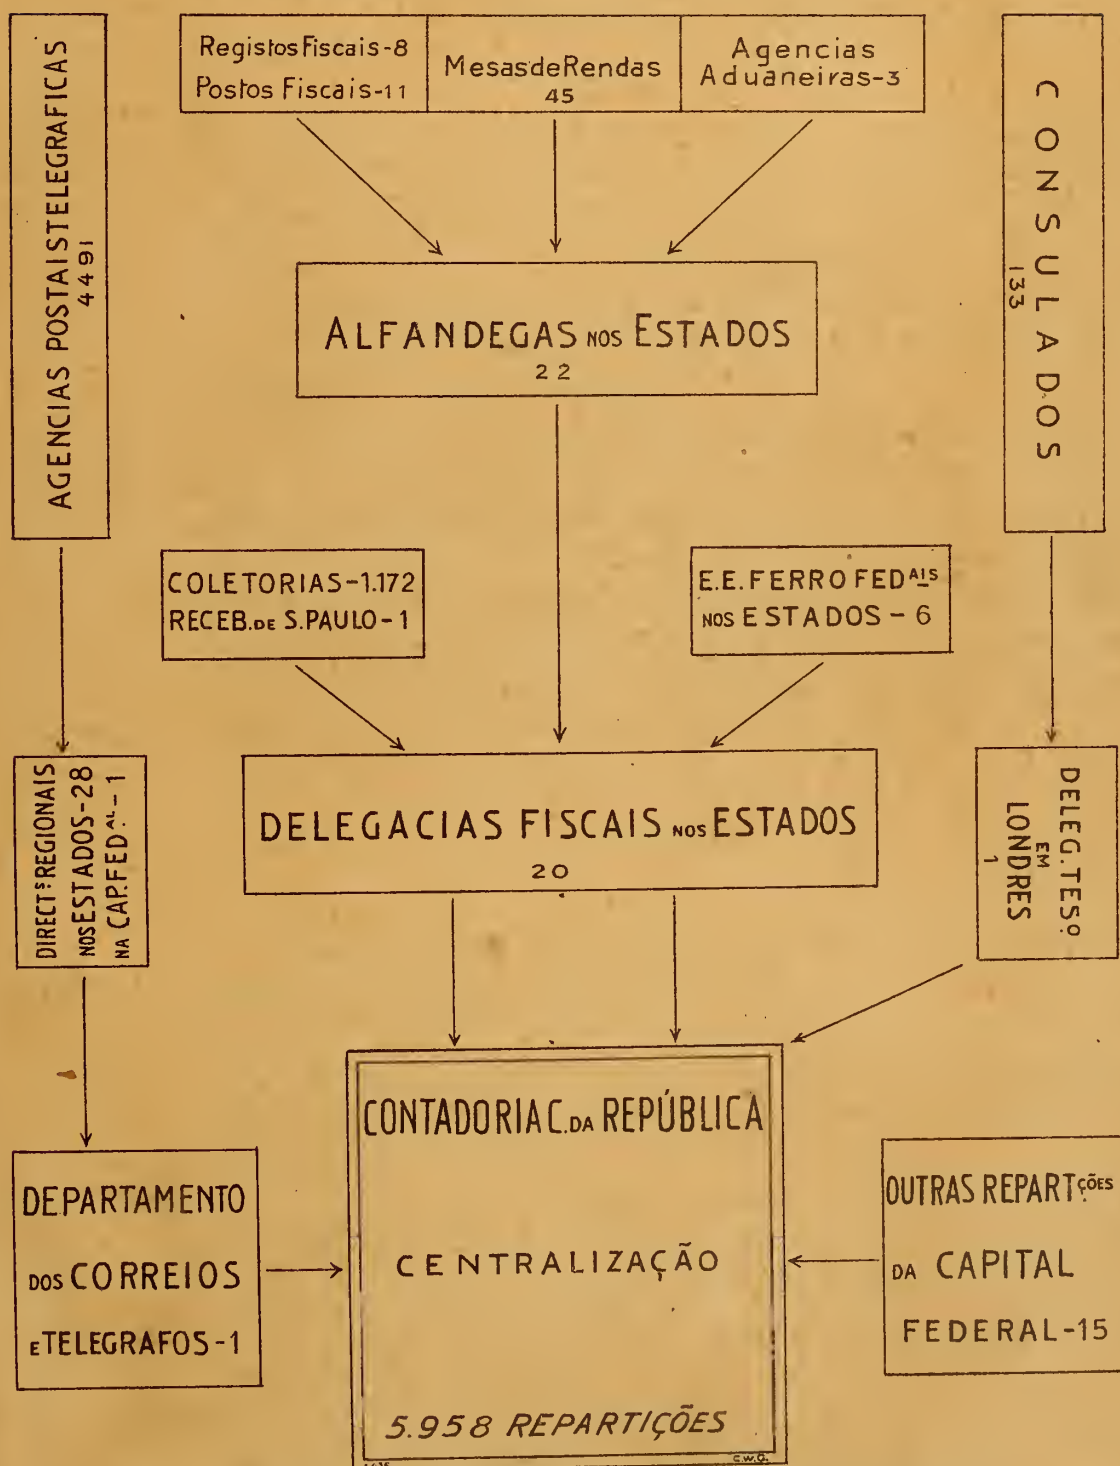 AGENCIAS POSTAIS TELEGRAFICAS
4491
Registos Fiscais-8
Postos Fiscais-11
Mesas de Rendas
45
Agencias
Aduaneiras-3
CONSULADOS
133
ALFANDEGAS NOS ESTADOS
22
COLETORIAS-1.172
RECEB. DE S. PAULO-1
E.E. FERRO FEDAIS
NOS ESTADOS-6
DIRECTS. REGIONAIS
NOS ESTADOS-28
NA CAP. FEDAL.-1
DELEGACIAS FISCAIS NOS ESTADOS
20
DELEG. TESO.
EM
LONDRES
1
CONTADORIA C. DA REPÚBLICA
CENTRALIZAÇÃO
5.958 REPARTIÇÕES
C.W.O.
DEPARTAMENTO
DOS CORREIOS
E TELEGRAFOS-1
OUTRAS REPARTÇÕES
DA CAPITAL
FEDERAL-15